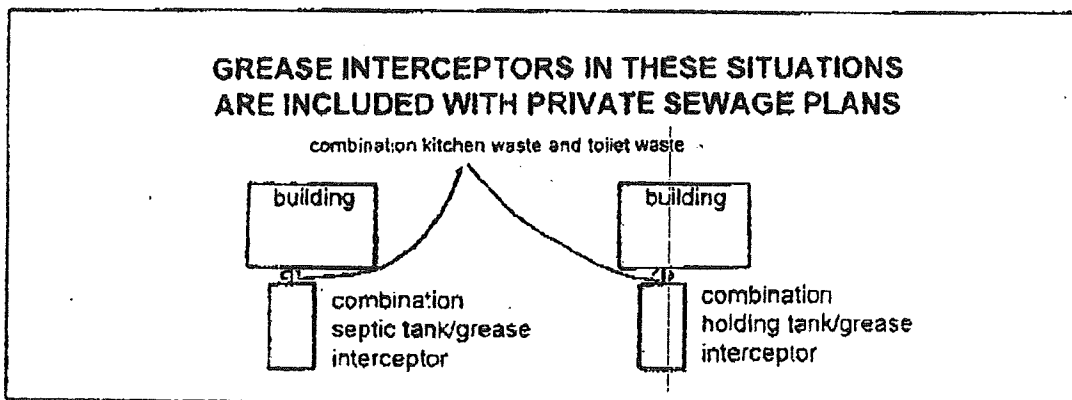 GREASE INTERCEPTORS IN THESE SITUATIONS
ARE INCLUDED WITH PRIVATE SEWAGE PLANS
combination kitchen waste and toilet waste
building
building
combination
septic tank/grease
interceptor
combination
holding tank/grease
interceptor